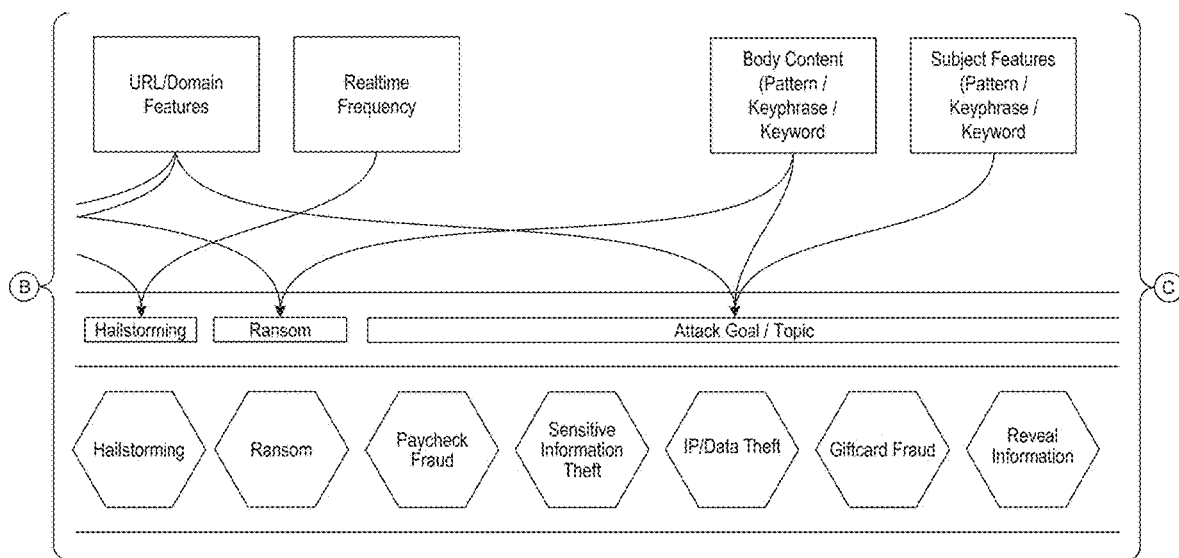 URL/Domain
Features
Realtime
Frequency
Body Content
(Pattern /
Keyphrase /
Keyword
Subject Features
(Pattern /
Keyphrase /
Keyword
B
C
Hailstorming
Ransom
Attack Goal / Topic
Hailstorming
Ransom
Paycheck
Fraud
Sensitive
Information
Theft
IP/Data Theft
Giftcard Fraud
Reveal
Information